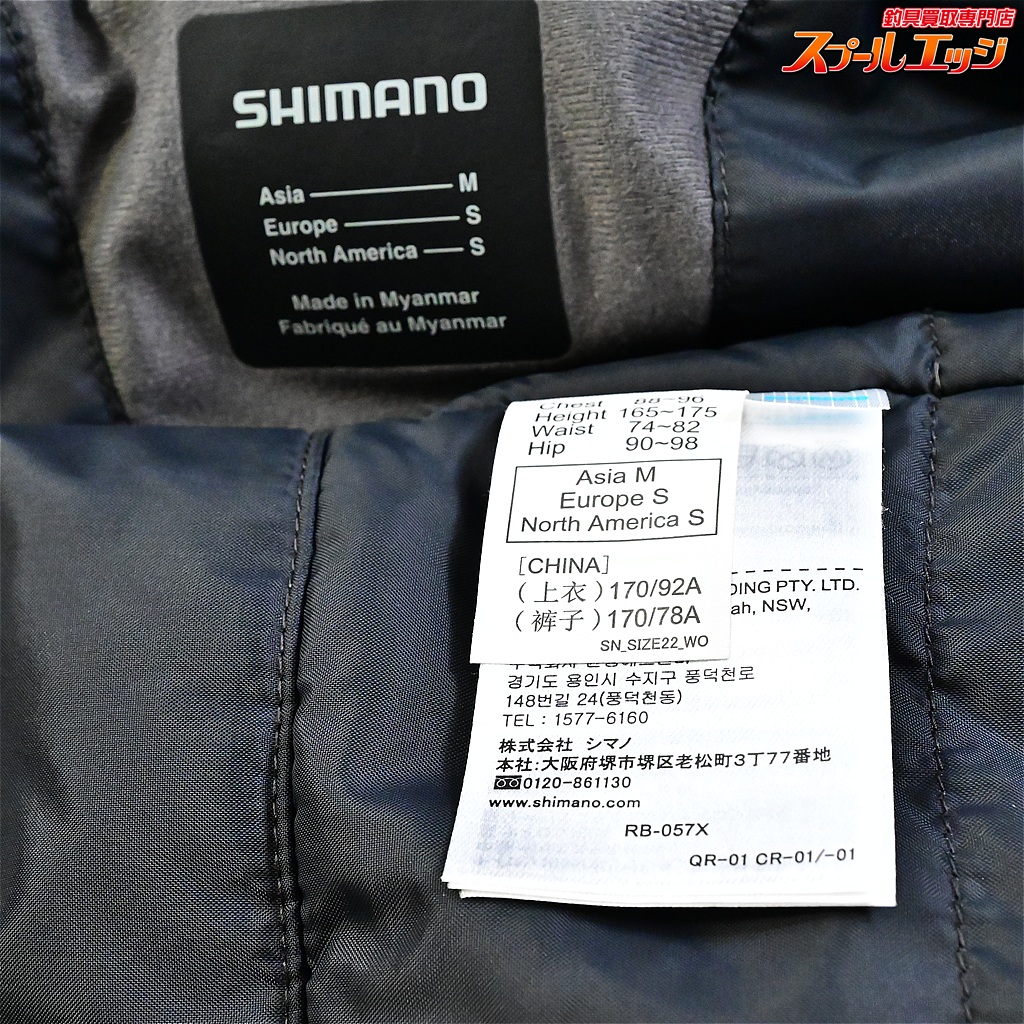 釣具買取専門店
スプールエッジ
SHIMANO
Asia M
Europe S
North America S
Made in Myanmar
Fabriqué au Myanmar
Chest 88~96
Height 165~175
Waist 74~82
Hip 90~98
Asia M
Europe S
North America S
[CHINA]
(上衣)170/92A
(裤子)170/78A
SN_SIZE22_WO
DING PTY. LTD.
ah, NSW,
경기도 용인시 수지구 풍덕천로
148번길 24(풍덕천동)
TEL : 1577-6160
株式会社 シマノ
本社:大阪府堺市堺区老松町3丁77番地
0120-861130
www.shimano.com
RB-057X
QR-01 CR-01/-01